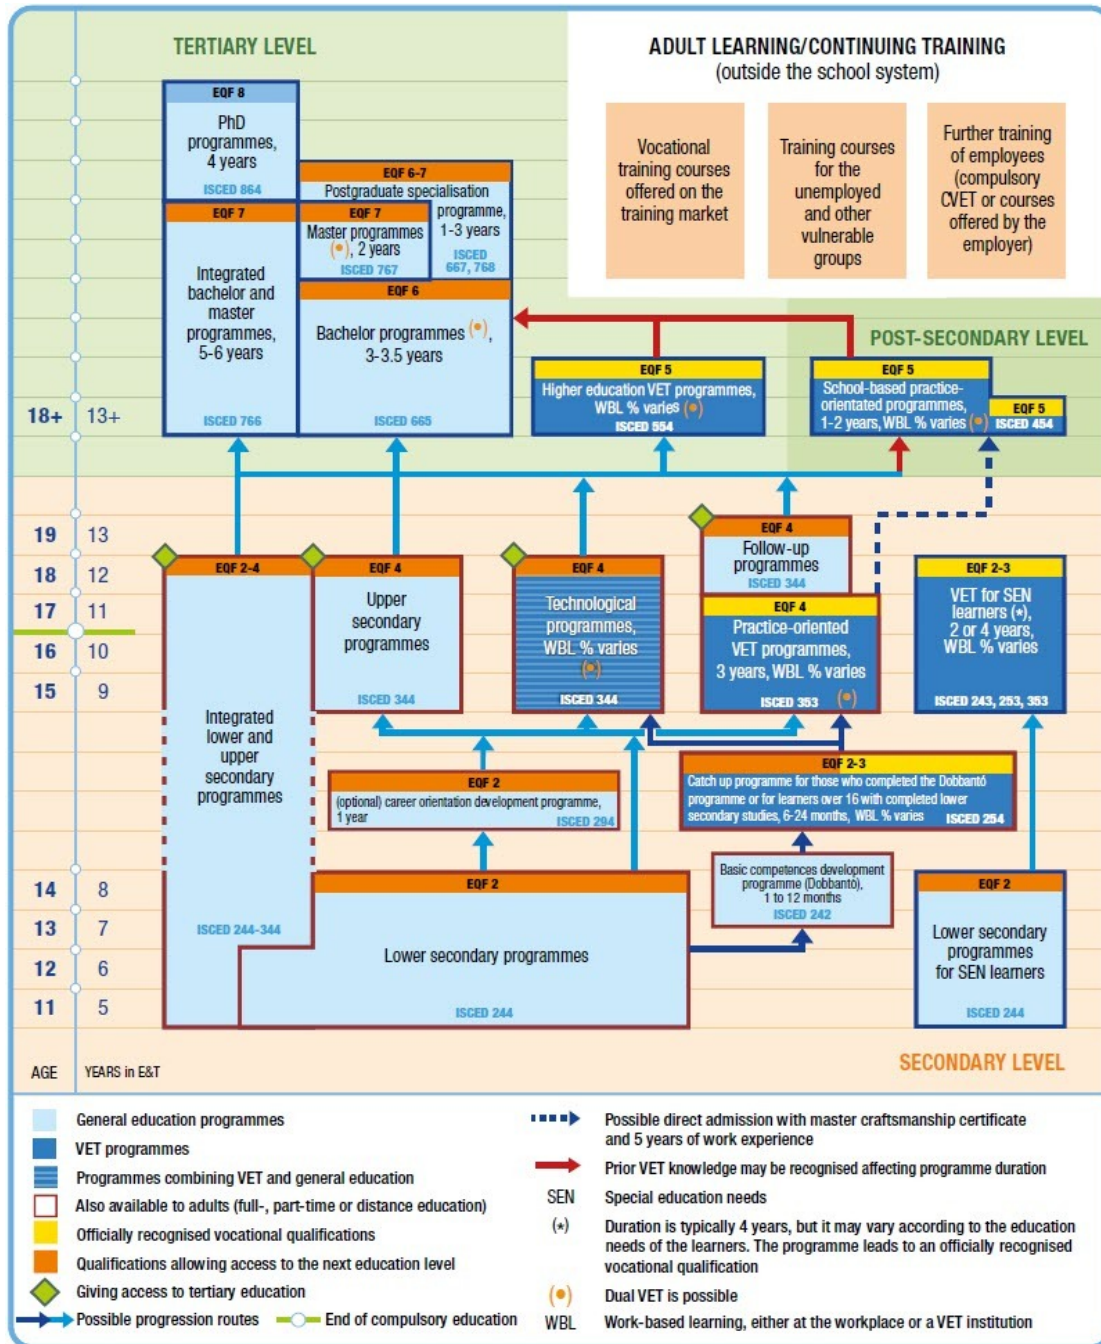 TERTIARY LEVEL
ADULT LEARNING/CONTINUING TRAINING
(outside the school system)
Vocational
training courses
offered on the
training market
Training courses
for the
unemployed
and other
vulnerable
groups
Further training
of employees
(compulsory
CVET or courses
offered by the
employer)
EQF 8
PhD
programmes,
4 years
ISCED 864
EQF 6-7
Postgraduate specialisation
programme,
1-3 years
ISCED
667, 768
EQF 7
Integrated
bachelor and
master
programmes,
5-6 years
ISCED 766
EQF 7
Master programmes
(•), 2 years
ISCED 767
EQF 6
Bachelor programmes (•),
3-3.5 years
ISCED 665
POST-SECONDARY LEVEL
EQF 5
Higher education VET programmes,
WBL % varies (•)
ISCED 554
EQF 5
School-based practice-
orientated programmes,
1-2 years, WBL % varies (•)
EQF 5
ISCED 454
18+ 13+
19 13
18 12
17 11
16 10
15 9
14 8
13 7
12 6
11 5
AGE YEARS in E&T
EQF 2-4
Integrated
lower and
upper
secondary
programmes
ISCED 244-344
EQF 4
Upper
secondary
programmes
ISCED 344
EQF 4
Technological
programmes,
WBL % varies
(•)
ISCED 344
EQF 4
Follow-up
programmes
ISCED 344
EQF 4
Practice-oriented
VET programmes,
3 years, WBL % varies
ISCED 353 (•)
EQF 2-3
VET for SEN
learners (*),
2 or 4 years,
WBL % varies
ISCED 243, 253, 353
EQF 2
(optional) career orientation development programme,
1 year
ISCED 294
EQF 2-3
Catch up programme for those who completed the Dobbantó
programme or for learners over 16 with completed lower
secondary studies, 6-24 months, WBL % varies
ISCED 254
Basic competences development
programme (Dobbantó),
1 to 12 months
ISCED 242
EQF 2
Lower secondary programmes
ISCED 244
EQF 2
Lower secondary
programmes
for SEN learners
ISCED 244
SECONDARY LEVEL
General education programmes
VET programmes
Programmes combining VET and general education
Also available to adults (full-, part-time or distance education)
Officially recognised vocational qualifications
Qualifications allowing access to the next education level
Giving access to tertiary education
Possible progression routes
End of compulsory education
Possible direct admission with master craftsmanship certificate
and 5 years of work experience
Prior VET knowledge may be recognised affecting programme duration
SEN Special education needs
(*) Duration is typically 4 years, but it may vary according to the education
needs of the learners. The programme leads to an officially recognised
vocational qualification
(•) Dual VET is possible
WBL Work-based learning, either at the workplace or a VET institution